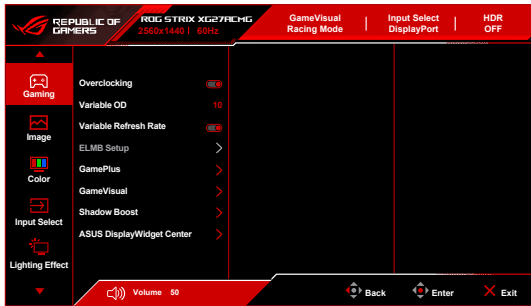 REPUBLIC OF
GAMERS
ROG STRIX XG27ACMG
2560x1440 | 60Hz
GameVisual
Racing Mode
Input Select
DisplayPort
HDR
OFF
Gaming
Image
Color
Input Select
Lighting Effect
Overclocking
Variable OD 10
Variable Refresh Rate
ELMB Setup
GamePlus
GameVisual
Shadow Boost
ASUS DisplayWidget Center
Volume 50
Back
Enter
Exit